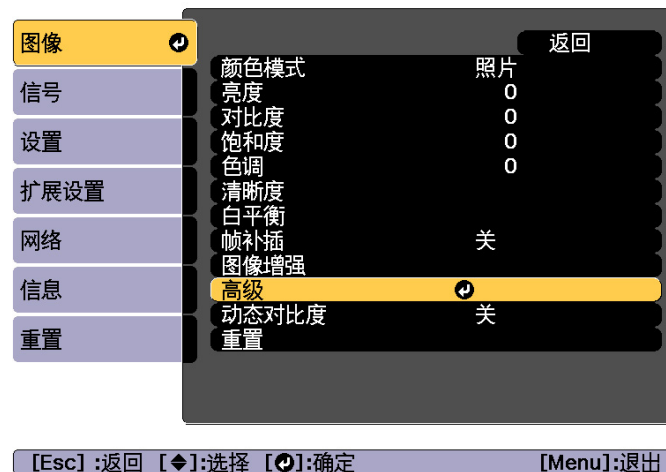 图像
信号
设置
扩展设置
网络
信息
重置
返回
颜色模式 照片
亮度 0
对比度 0
饱和度 0
色调 0
清晰度
白平衡
帧补插 关
图像增强
高级
动态对比度 关
重置
[Esc] :返回 [◆]:选择 [↵]:确定 [Menu]:退出